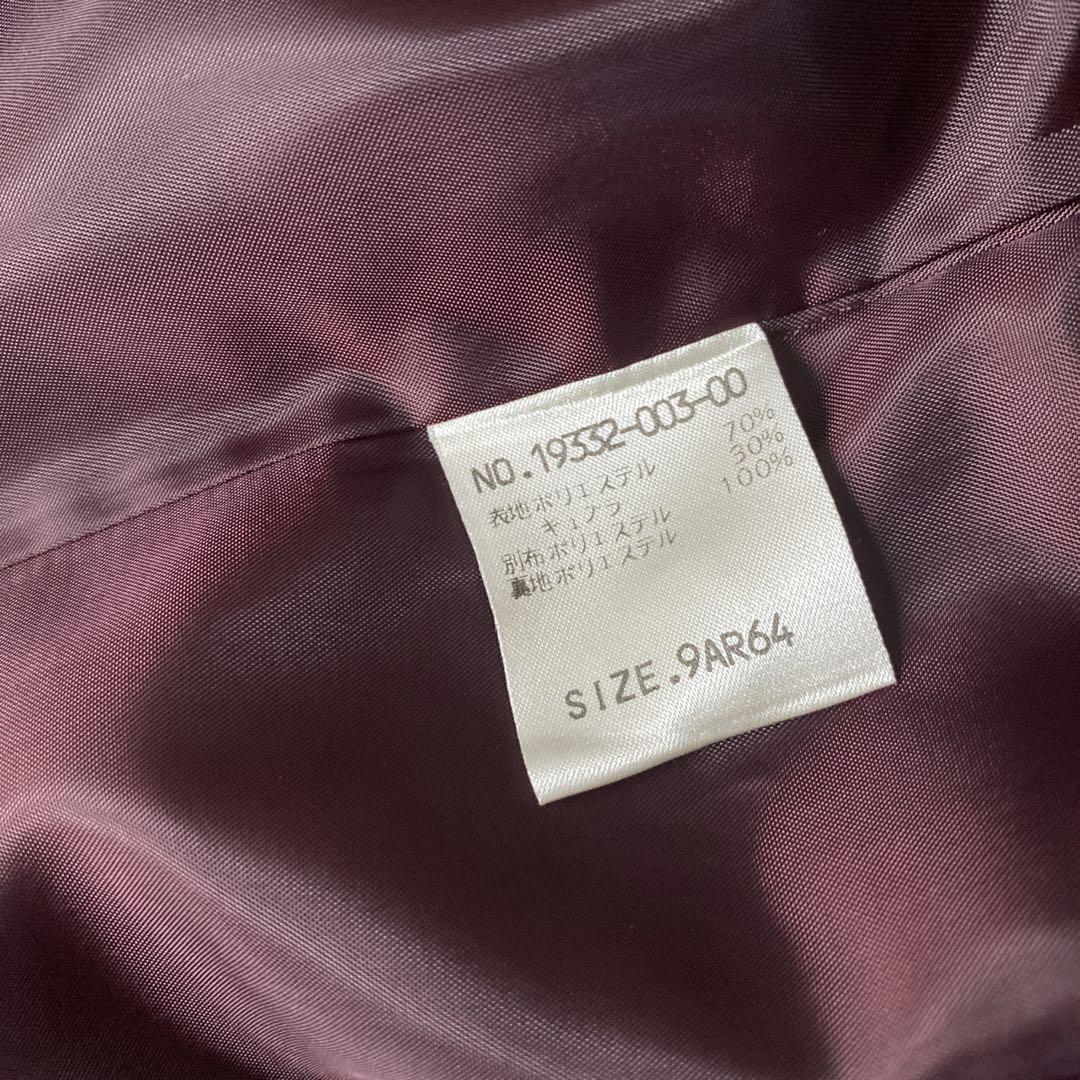 NO.19332-003-00
表地 ポリエステル 70%
キュプラ 30%
別布 ポリエステル 100%
裏地 ポリエステル
SIZE.9AR64